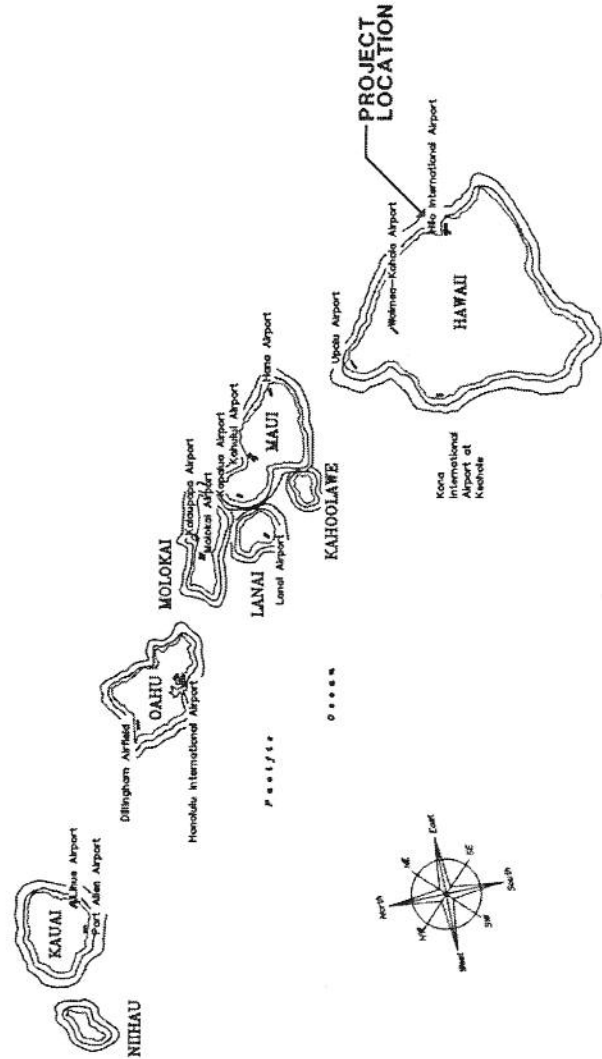 NIIHAU
KAUAI
Lihue Airport
Port Allen Airport
Dillingham Airfield
OAHU
Honolulu International Airport
MOLOKAI
Kalaupapa Airport
Molokai Airport
Kapalua Airport
Kahului Airport
Hana Airport
MAUI
LANAI
Lanai Airport
KAHOOLAWE
Pacific
Ocean
Upolu Airport
Waimea-Kohala Airport
PROJECT
LOCATION
Hilo International Airport
HAWAII
Kona
International
Airport at
Keahole
North
NE
East
SE
South
SW
West
NW